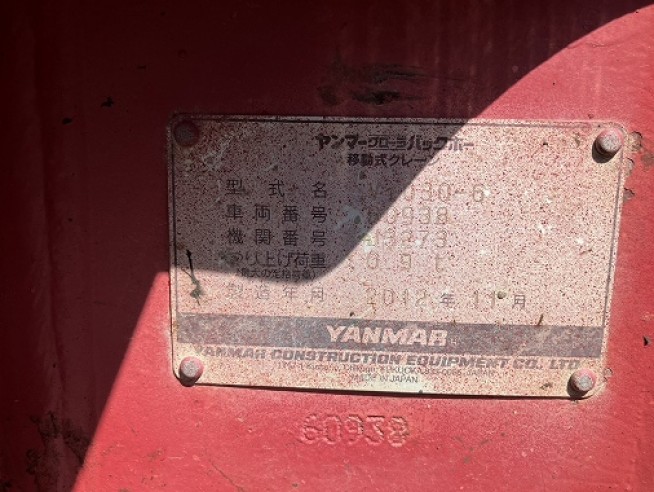 ヤンマークローラバックホー
移動式クレーン
型式名
車両番号 60938
機関番号
つり上げ荷重 0.9t
製造年月 2012年11月
YANMAR
YANMAR CONSTRUCTION EQUIPMENT CO., LTD.
MADE IN JAPAN
60938